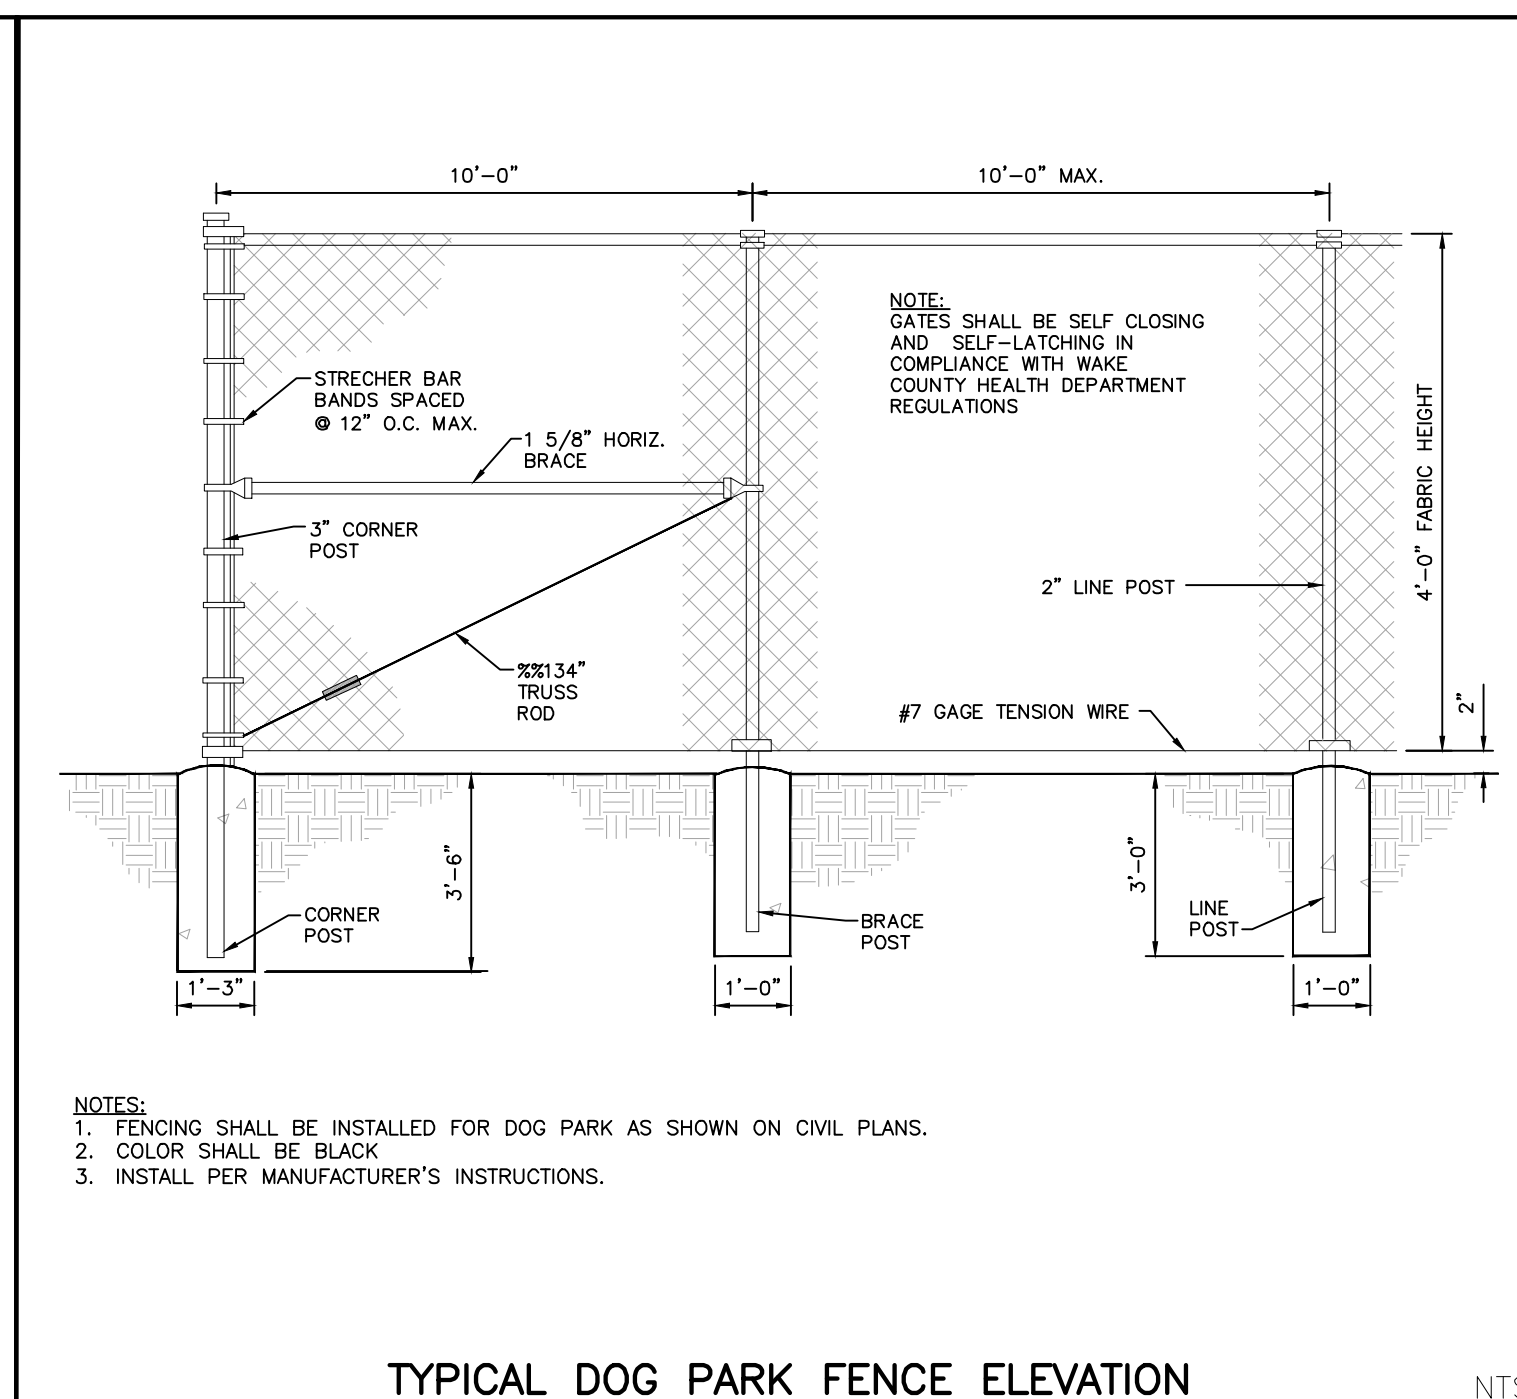 10'-0"
10'-0" MAX.
NOTE:
GATES SHALL BE SELF CLOSING
AND SELF-LATCHING IN
COMPLIANCE WITH WAKE
COUNTY HEALTH DEPARTMENT
REGULATIONS
STRECHER BAR
BANDS SPACED
@ 12" O.C. MAX.
1 5/8" HORIZ.
BRACE
3" CORNER
POST
4'-0" FABRIC HEIGHT
2" LINE POST
%%134"
TRUSS
ROD
#7 GAGE TENSION WIRE
2"
3'-6"
3'-0"
CORNER
POST
BRACE
POST
LINE
POST
1'-3"
1'-0"
1'-0"
NOTES:
1. FENCING SHALL BE INSTALLED FOR DOG PARK AS SHOWN ON CIVIL PLANS.
2. COLOR SHALL BE BLACK
3. INSTALL PER MANUFACTURER'S INSTRUCTIONS.
TYPICAL DOG PARK FENCE ELEVATION
NTS